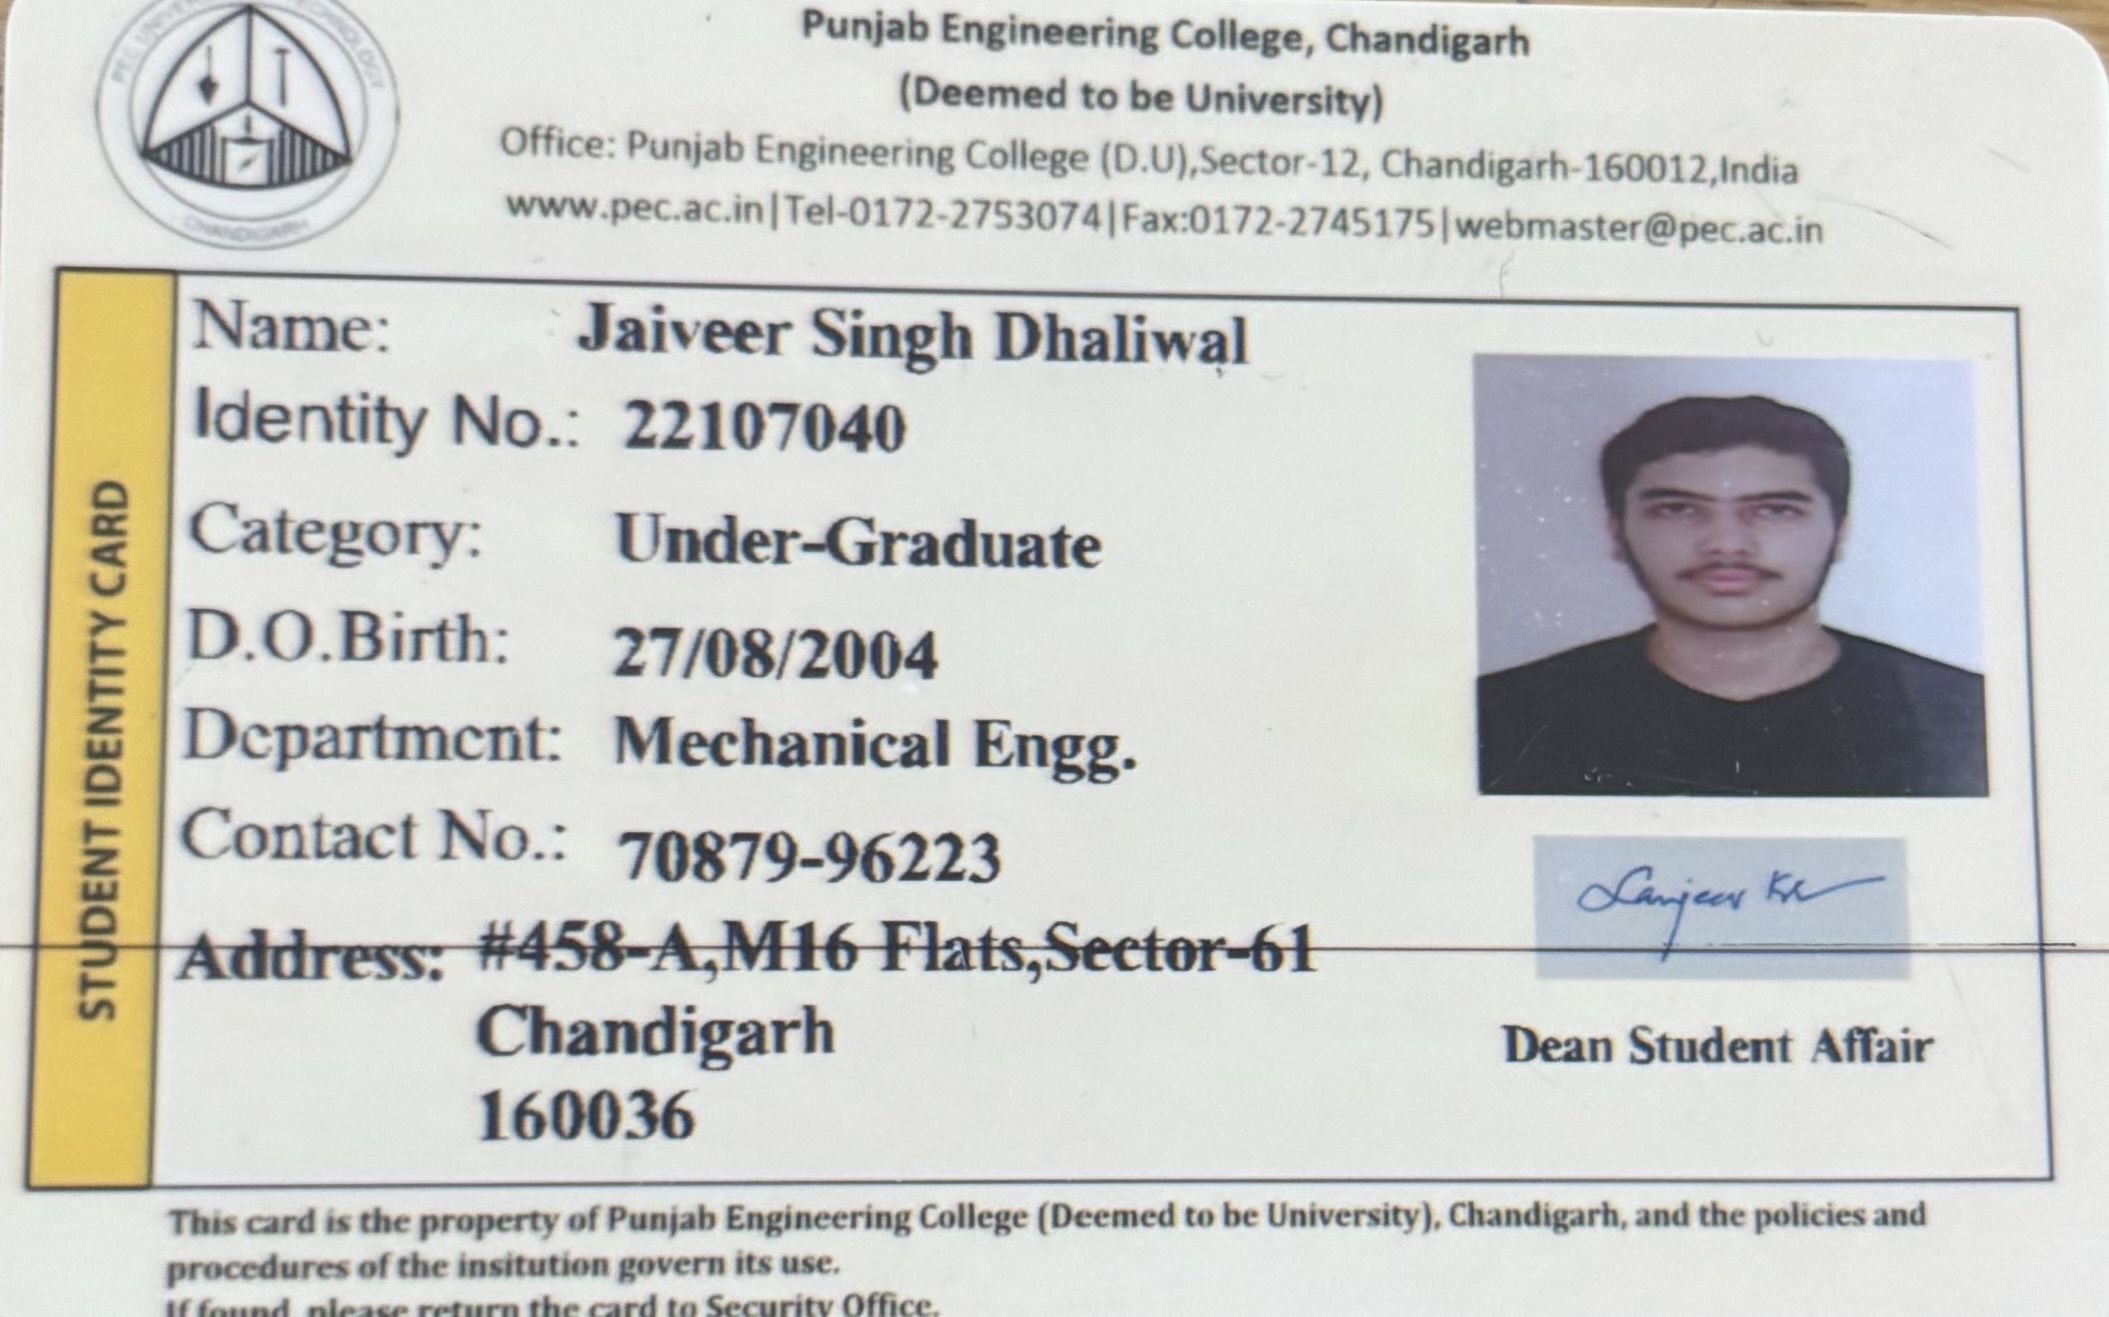 PEC UNIVERSITY OF TECHNOLOGY
CHANDIGARH
Punjab Engineering College, Chandigarh
(Deemed to be University)
Office: Punjab Engineering College (D.U),Sector-12, Chandigarh-160012,India
www.pec.ac.in|Tel-0172-2753074|Fax:0172-2745175|webmaster@pec.ac.in
STUDENT IDENTITY CARD
Name: Jaiveer Singh Dhaliwal
Identity No.: 22107040
Category: Under-Graduate
D.O.Birth: 27/08/2004
Department: Mechanical Engg.
Contact No.: 70879-96223
Address: #458-A,M16 Flats,Sector-61
Chandigarh
160036
Sanjeev
Dean Student Affair
This card is the property of Punjab Engineering College (Deemed to be University), Chandigarh, and the policies and
procedures of the insitution govern its use.
If found, please return the card to Security Office.